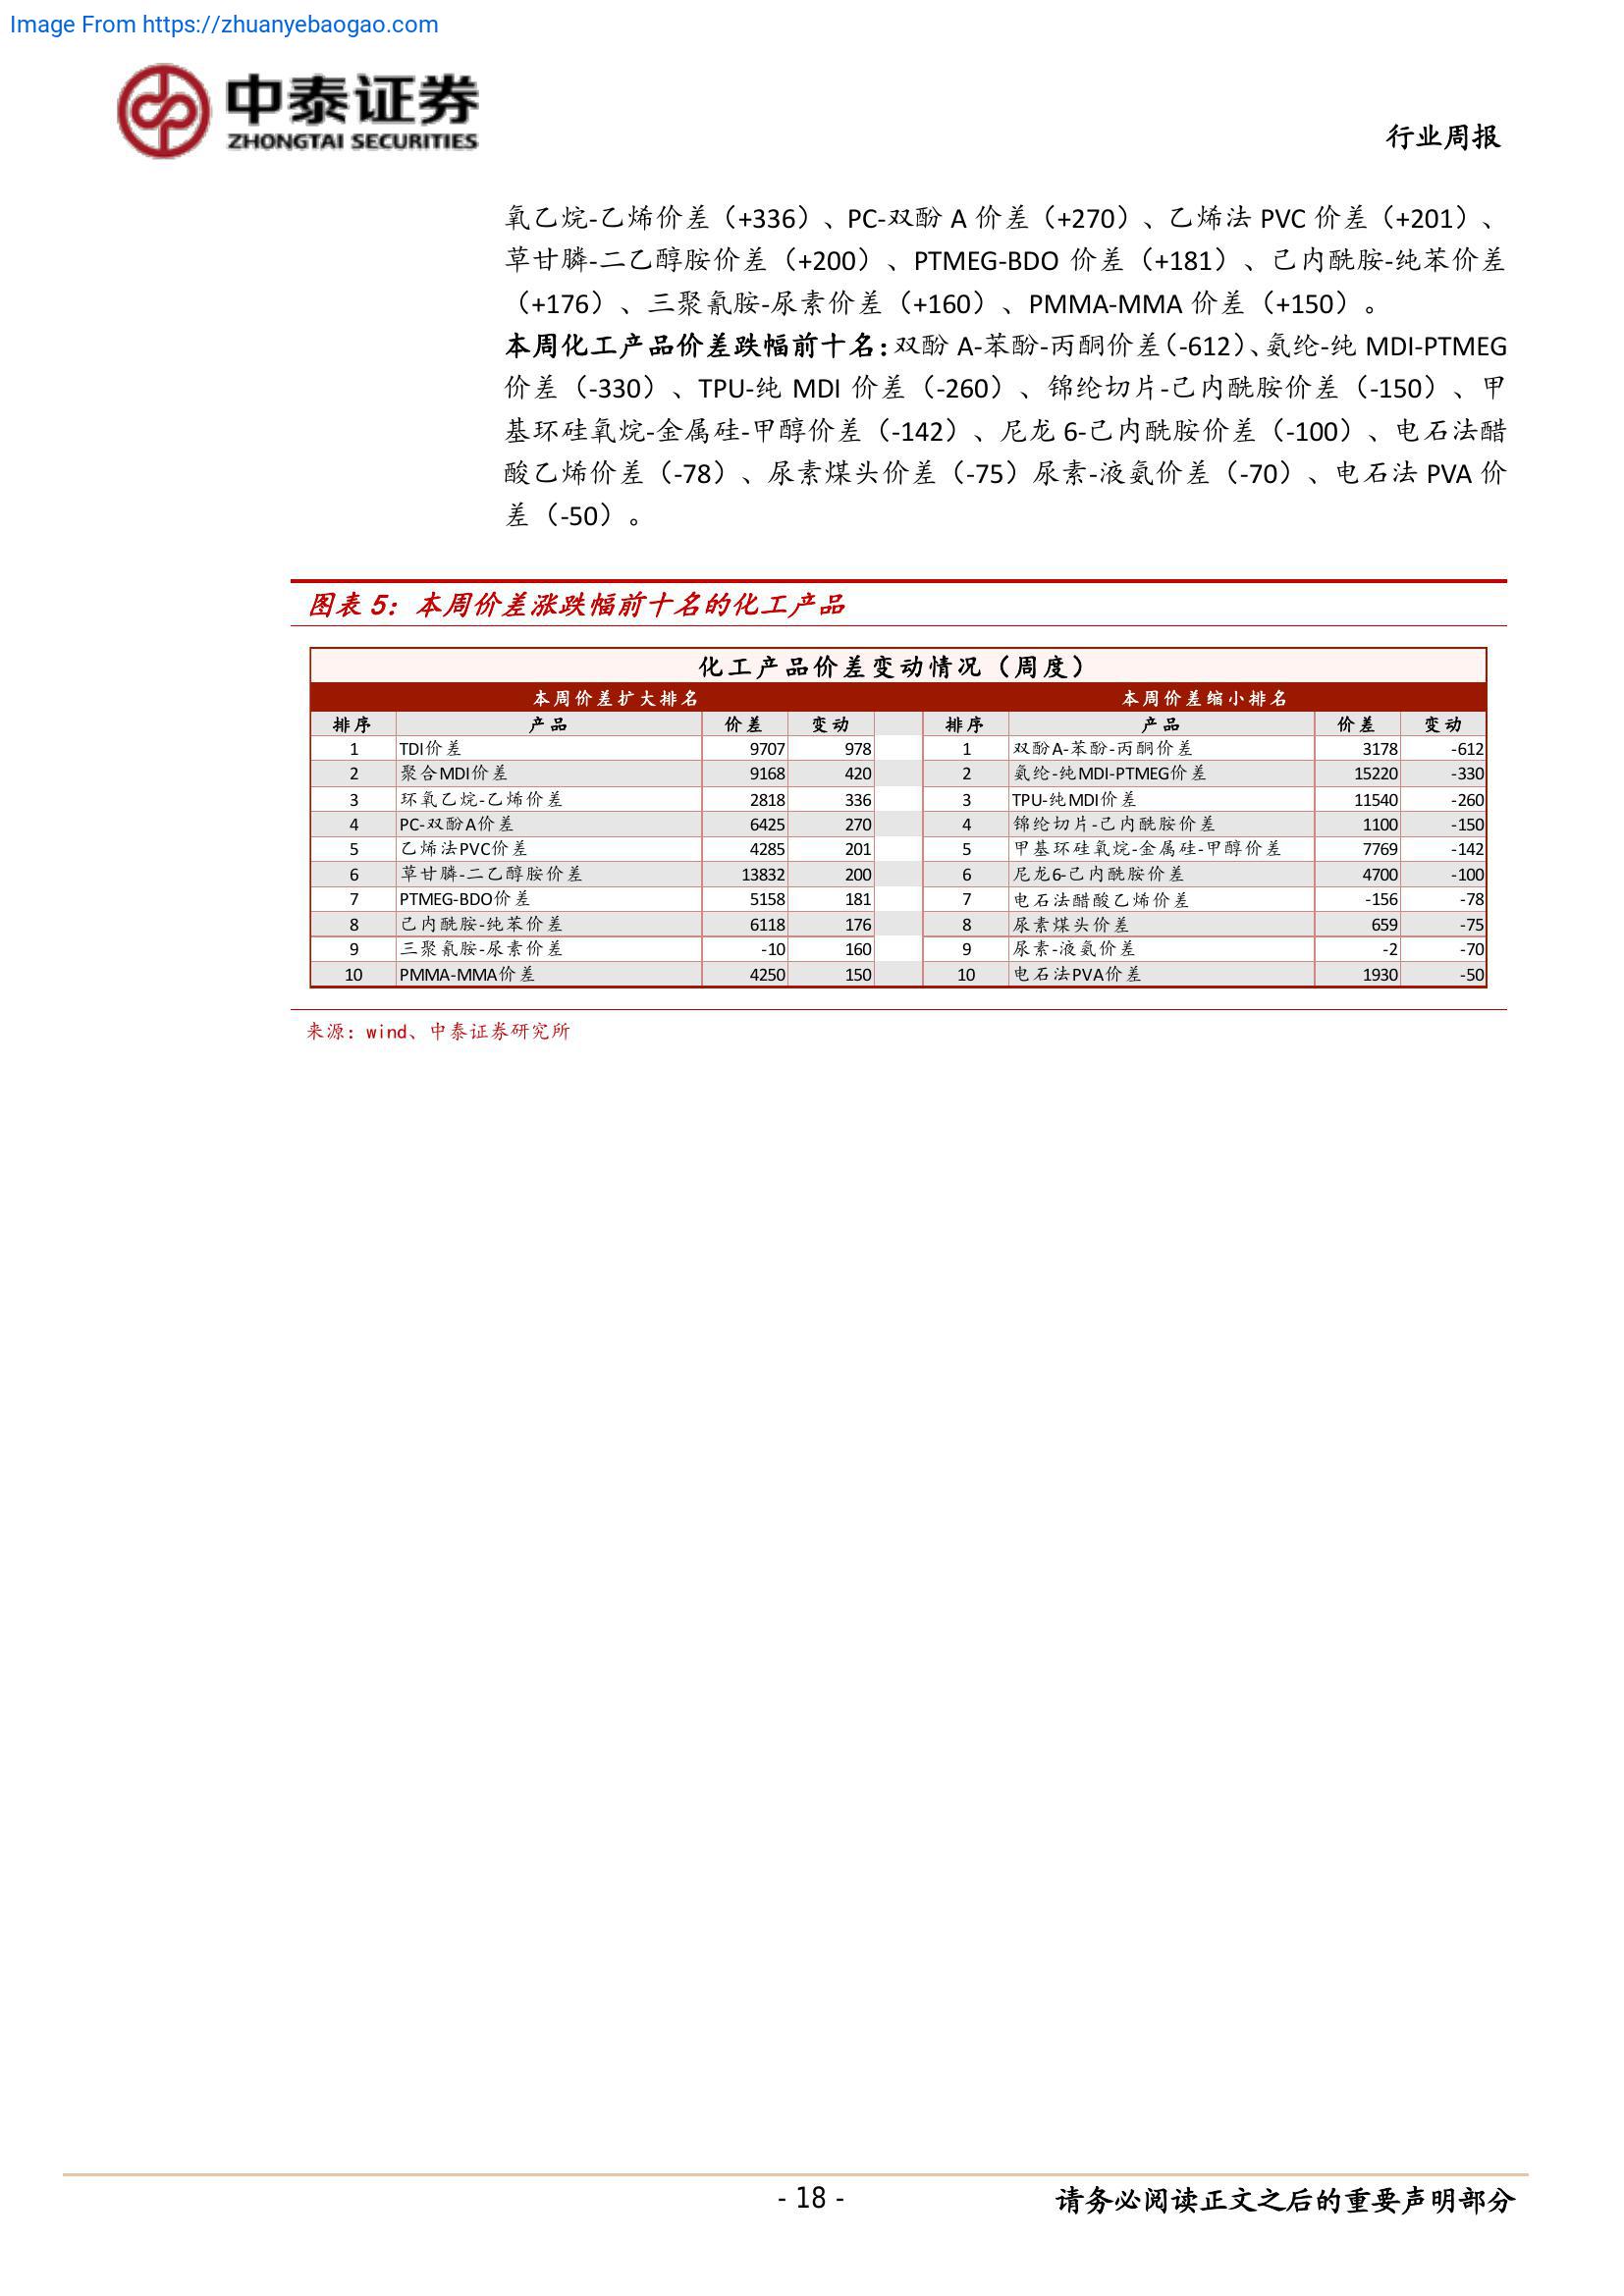 Image From https://zhuanyebaogao.com
中泰证券
ZHONGTAI SECURITIES
行业周报
氧乙烷-乙烯价差（+336）、PC-双酚 A 价差（+270）、乙烯法 PVC 价差（+201）、
草甘膦-二乙醇胺价差（+200）、PTMEG-BDO 价差（+181）、己内酰胺-纯苯价差
（+176）、三聚氰胺-尿素价差（+160）、PMMA-MMA 价差（+150）。
本周化工产品价差跌幅前十名：双酚 A-苯酚-丙酮价差（-612）、氨纶-纯 MDI-PTMEG
价差（-330）、TPU-纯 MDI 价差（-260）、锦纶切片-己内酰胺价差（-150）、甲
基环硅氧烷-金属硅-甲醇价差（-142）、尼龙 6-己内酰胺价差（-100）、电石法醋
酸乙烯价差（-78）、尿素煤头价差（-75）尿素-液氨价差（-70）、电石法 PVA 价
差（-50）。
图表 5：本周价差涨跌幅前十名的化工产品
化工产品价差变动情况（周度）
本周价差扩大排名 本周价差缩小排名
排序 产品 价差 变动 排序 产品 价差 变动
1 TDI价差 9707 978 1 双酚A-苯酚-丙酮价差 3178 -612
2 聚合MDI价差 9168 420 2 氨纶-纯MDI-PTMEG价差 15220 -330
3 环氧乙烷-乙烯价差 2818 336 3 TPU-纯MDI价差 11540 -260
4 PC-双酚A价差 6425 270 4 锦纶切片-己内酰胺价差 1100 -150
5 乙烯法PVC价差 4285 201 5 甲基环硅氧烷-金属硅-甲醇价差 7769 -142
6 草甘膦-二乙醇胺价差 13832 200 6 尼龙6-己内酰胺价差 4700 -100
7 PTMEG-BDO价差 5158 181 7 电石法醋酸乙烯价差 -156 -78
8 己内酰胺-纯苯价差 6118 176 8 尿素煤头价差 659 -75
9 三聚氰胺-尿素价差 -10 160 9 尿素-液氨价差 -2 -70
10 PMMA-MMA价差 4250 150 10 电石法PVA价差 1930 -50
来源：wind、中泰证券研究所
- 18 -
请务必阅读正文之后的重要声明部分